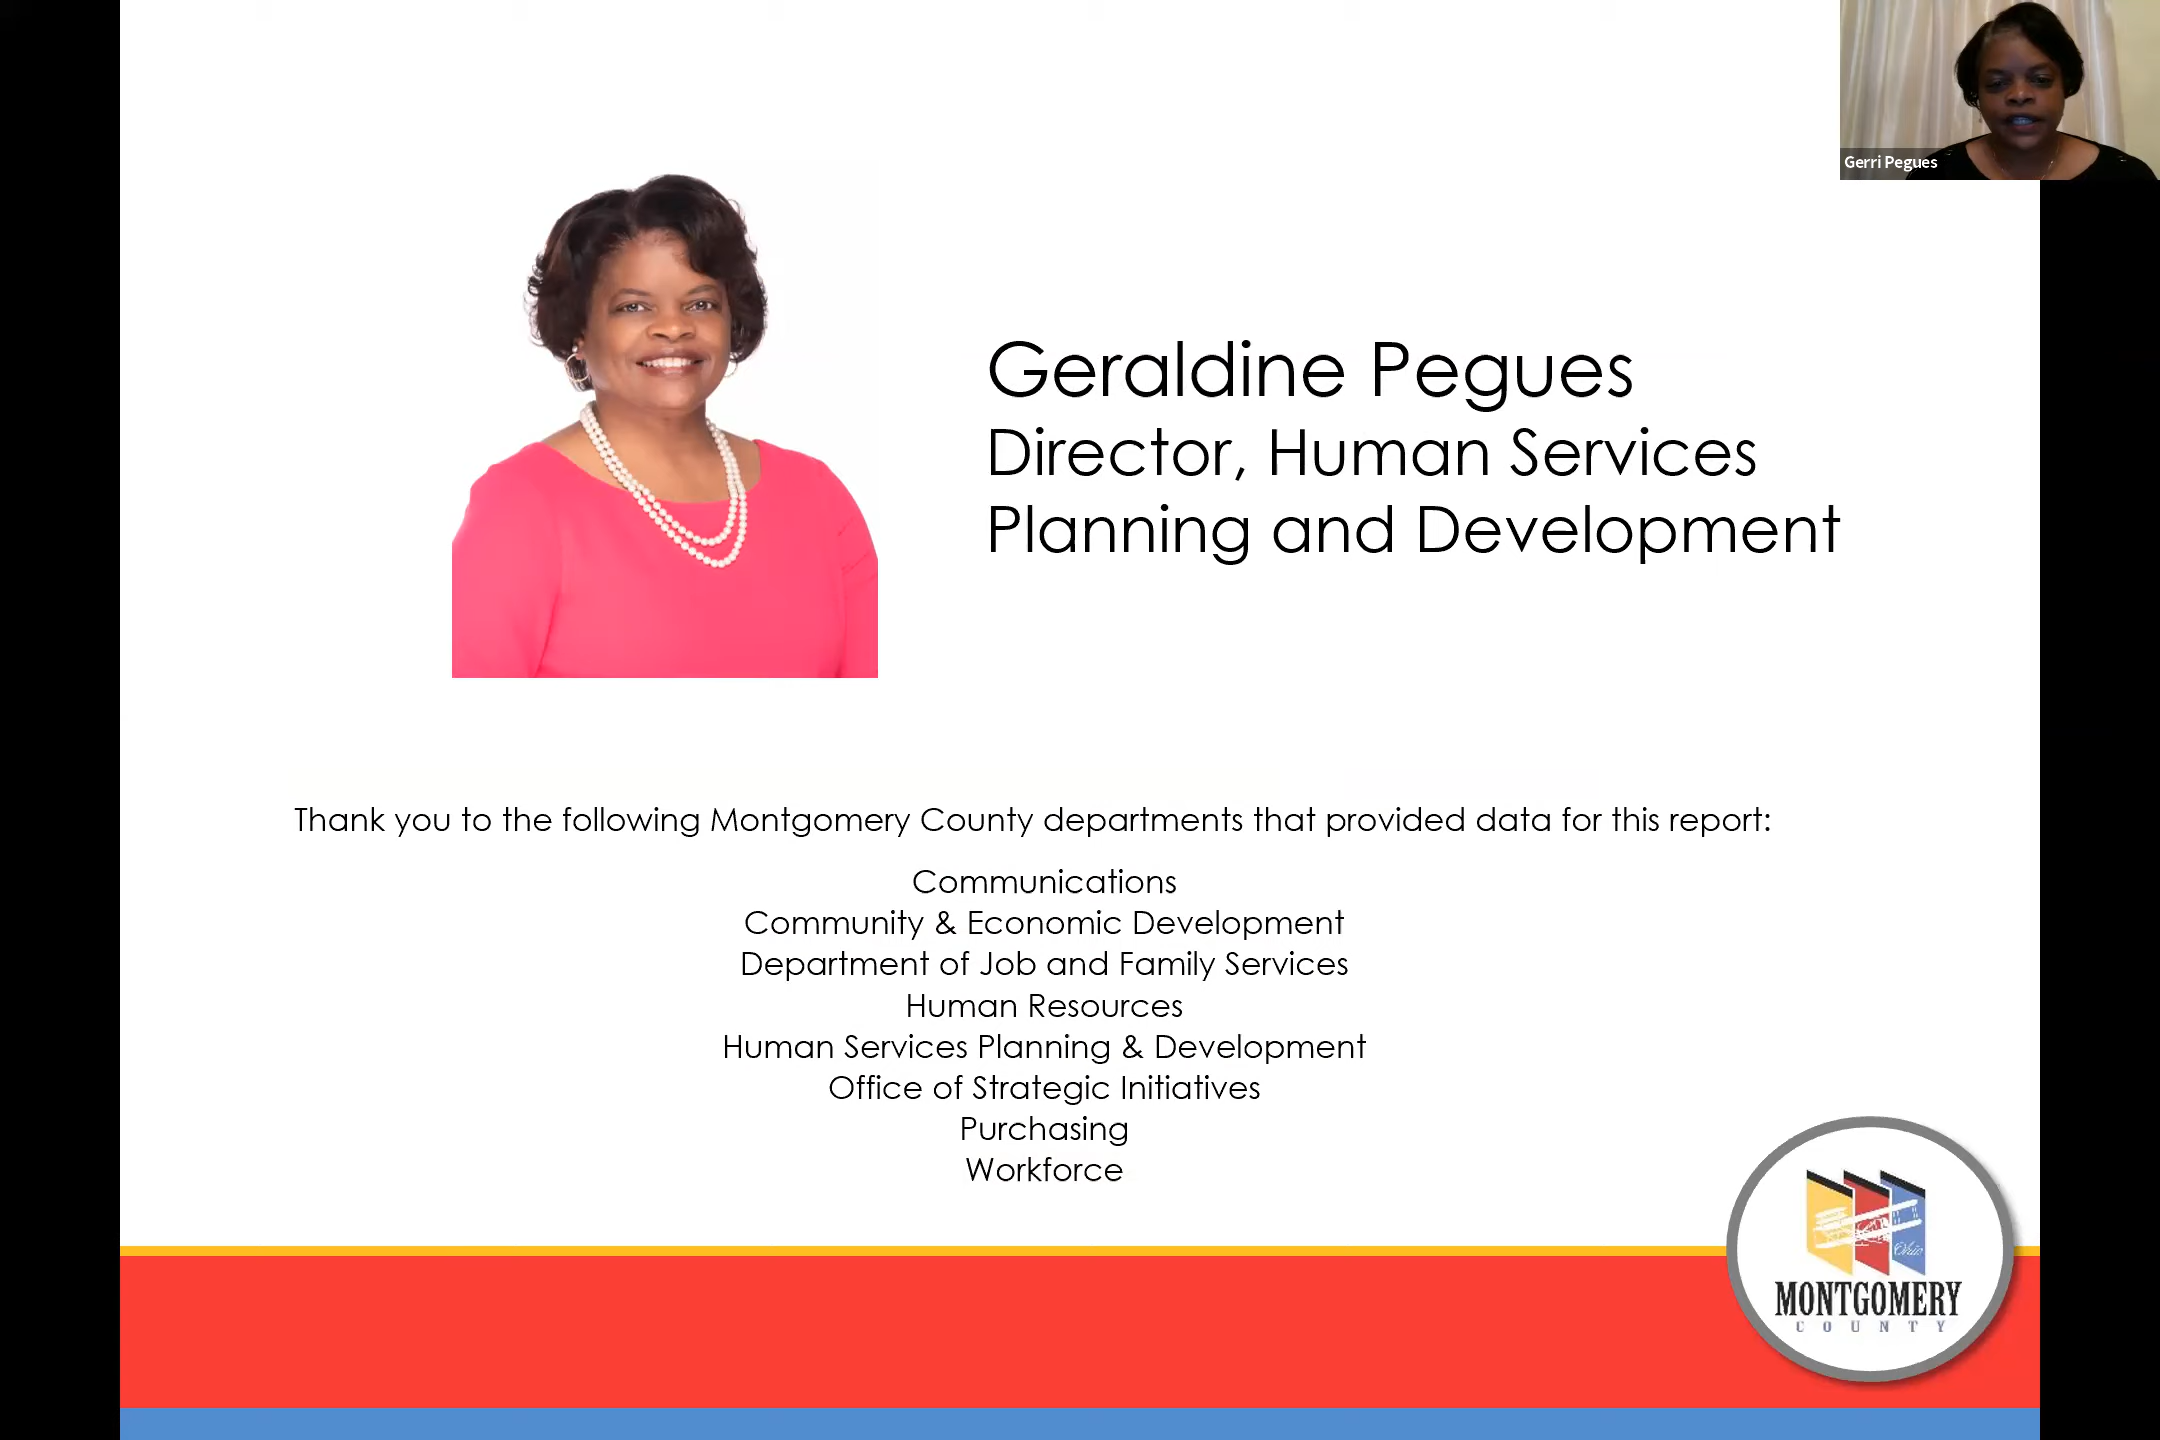 Gerri Pegues
Geraldine Pegues
Director, Human Services
Planning and Development
Thank you to the following Montgomery County departments that provided data for this report:
Communications
Community & Economic Development
Department of Job and Family Services
Human Resources
Human Services Planning & Development
Office of Strategic Initiatives
Purchasing
Workforce
Ohio
MONTGOMERY
COUNTY